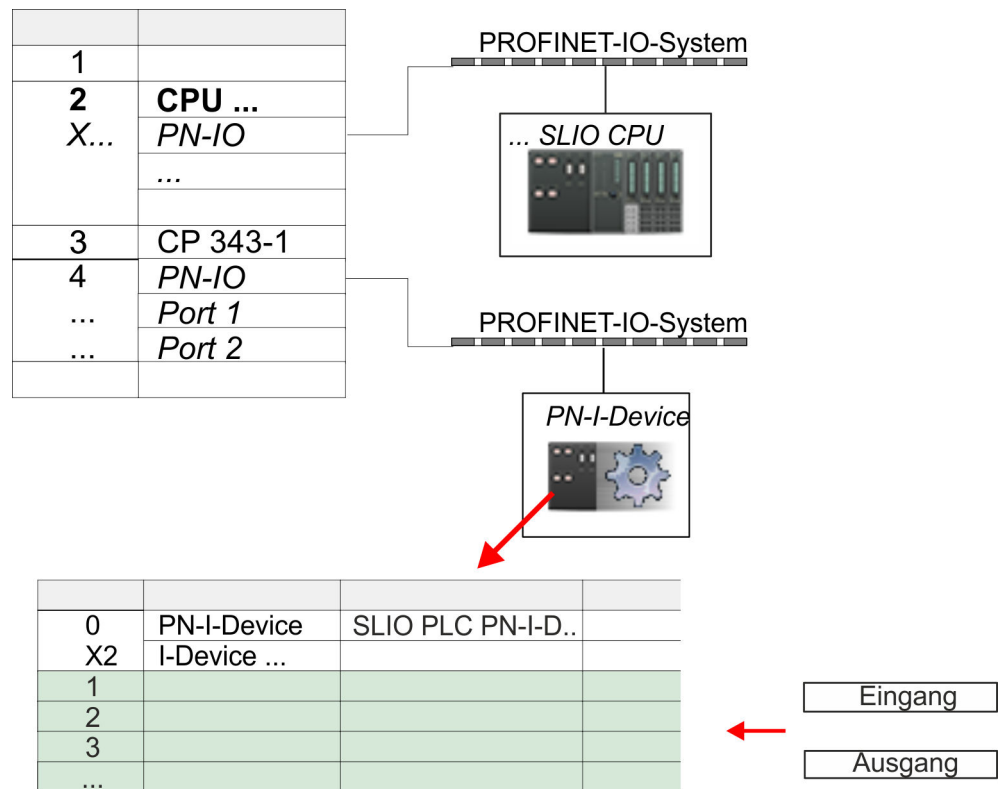 PROFINET-IO-System
1
2 CPU ...
X... PN-IO
...
... SLIO CPU
3 CP 343-1
4 PN-IO
... Port 1
... Port 2
PROFINET-IO-System
PN-I-Device
0 PN-I-Device SLIO PLC PN-I-D..
X2 I-Device ...
1
2
3
...
Eingang
Ausgang